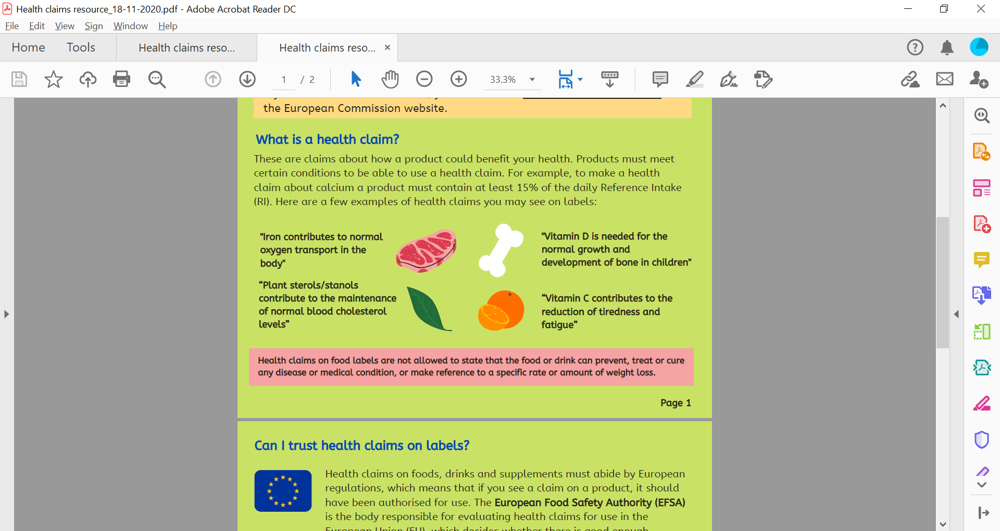 Health claims resource_18-11-2020.pdf - Adobe Acrobat Reader DC
File Edit View Sign Window Help
Home Tools Health claims reso... Health claims reso...
1 / 2 33.3%
the European Commission website.
What is a health claim?
These are claims about how a product could benefit your health. Products must meet
certain conditions to be able to use a health claim. For example, to make a health
claim about calcium a product must contain at least 15% of the daily Reference Intake
(RI). Here are a few examples of health claims you may see on labels:
"Iron contributes to normal
oxygen transport in the
body"
"Vitamin D is needed for the
normal growth and
development of bone in children"
“Plant sterols/stanols
contribute to the maintenance
of normal blood cholesterol
levels”
“Vitamin C contributes to the
reduction of tiredness and
fatigue”
Health claims on food labels are not allowed to state that the food or drink can prevent, treat or cure
any disease or medical condition, or make reference to a specific rate or amount of weight loss.
Page 1
Can I trust health claims on labels?
Health claims on foods, drinks and supplements must abide by European
regulations, which means that if you see a claim on a product, it should
have been authorised for use. The European Food Safety Authority (EFSA)
is the body responsible for evaluating health claims for use in the
European Union (EU), which decides whether there is good enough